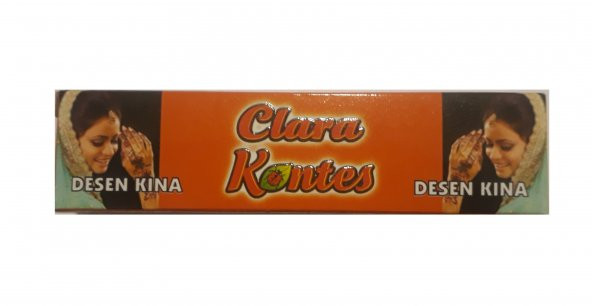 Clara
Kontes
DESEN KINA
DESEN KINA